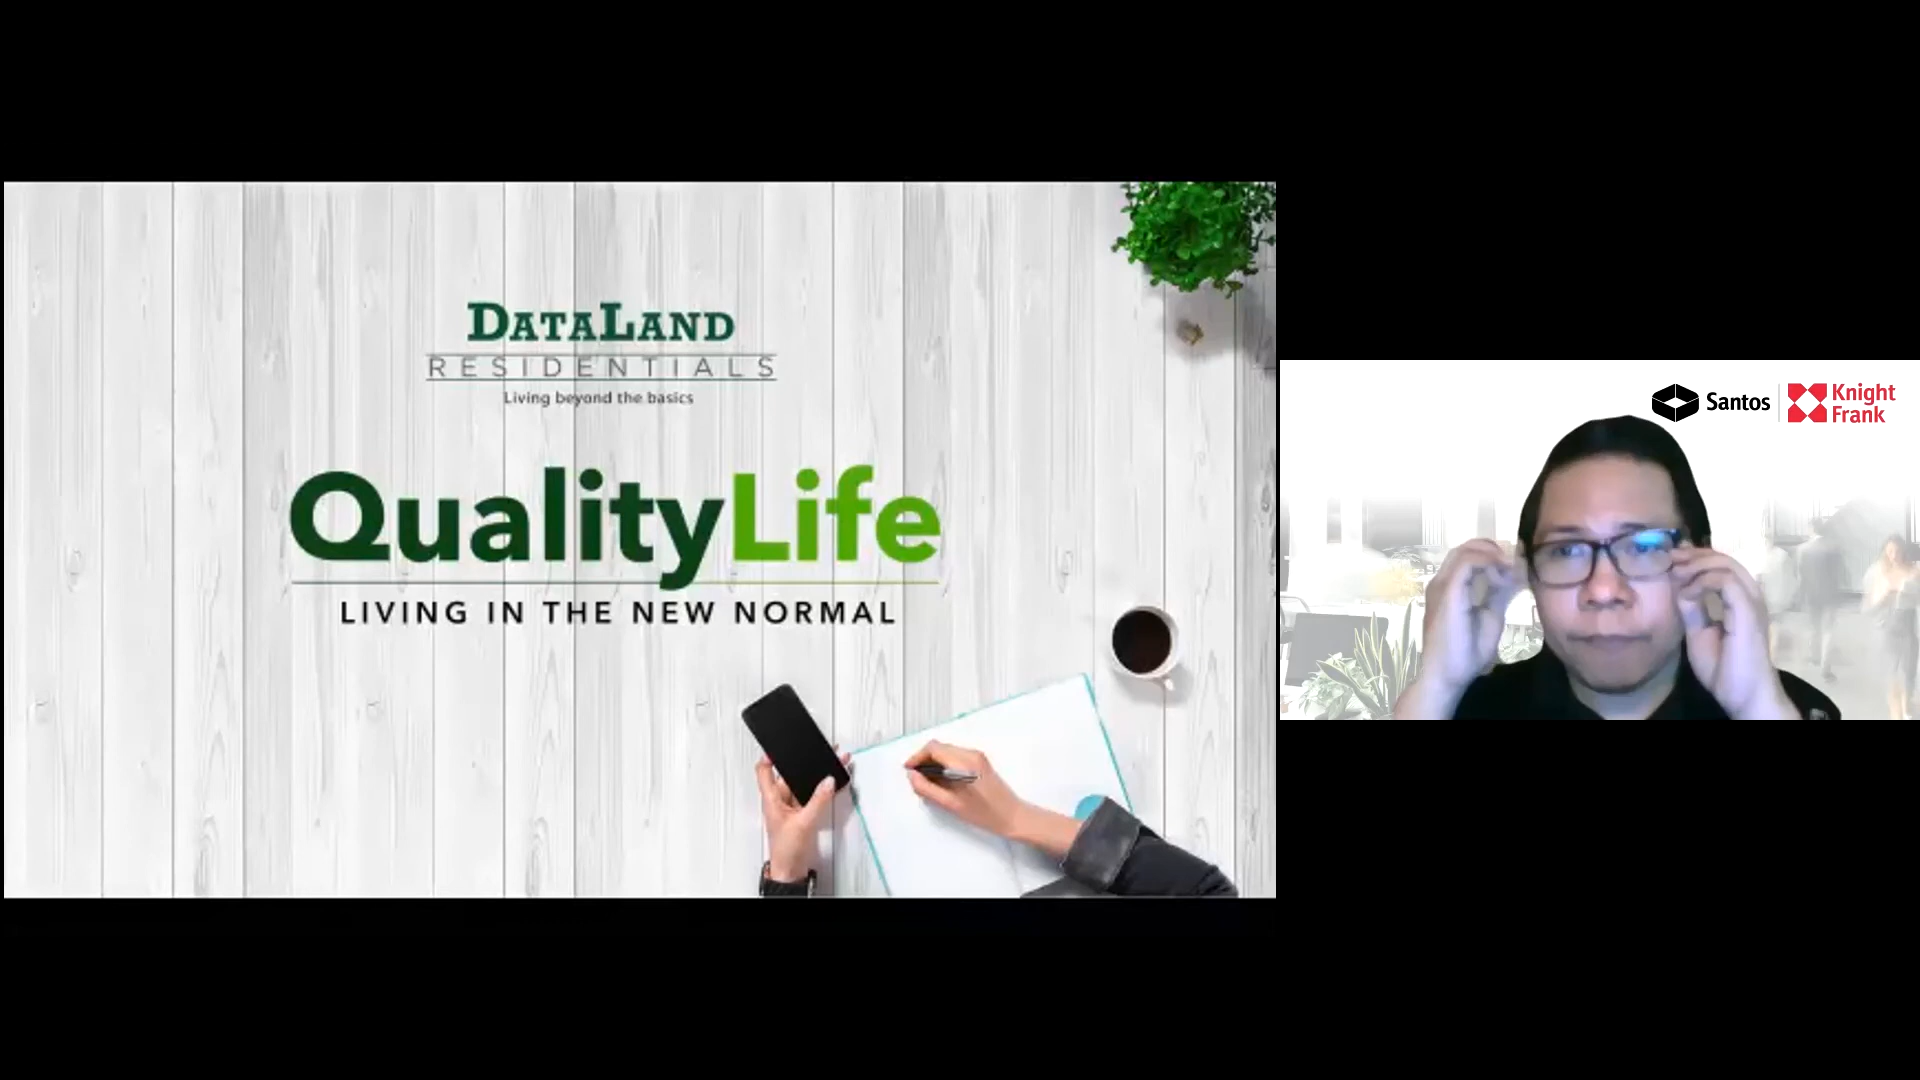 DATALAND
RESIDENTIALS
Living beyond the basics
QualityLife
LIVING IN THE NEW NORMAL
Santos
Knight
Frank